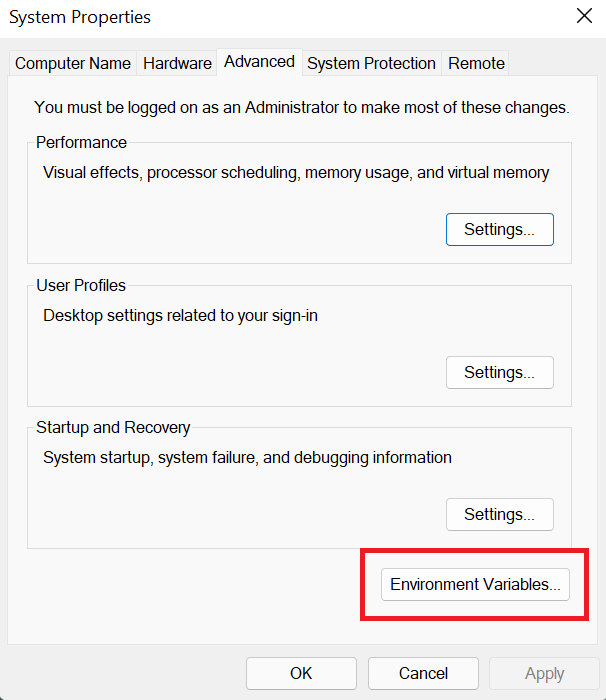 System Properties
Computer Name Hardware Advanced System Protection Remote
You must be logged on as an Administrator to make most of these changes.
Performance
Visual effects, processor scheduling, memory usage, and virtual memory
Settings...
User Profiles
Desktop settings related to your sign-in
Settings...
Startup and Recovery
System startup, system failure, and debugging information
Settings...
Environment Variables...
OK Cancel Apply